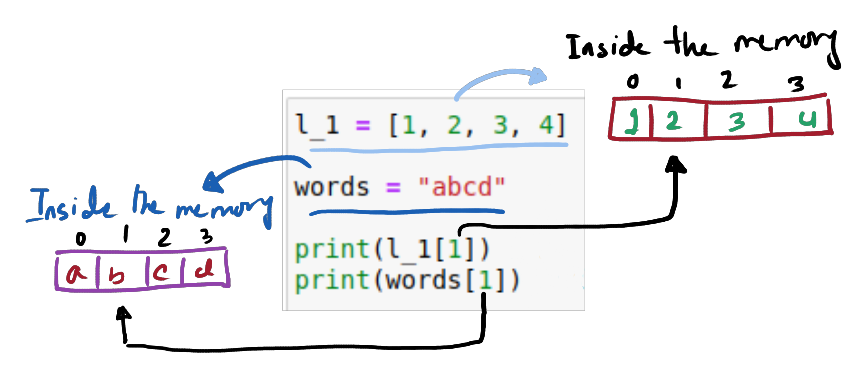 Inside the memory
0 1 2 3
1 2 3 4
l_1 = [1, 2, 3, 4]
words = "abcd"
Inside the memory
0 1 2 3
a b c d
print(l_1[1])
print(words[1])